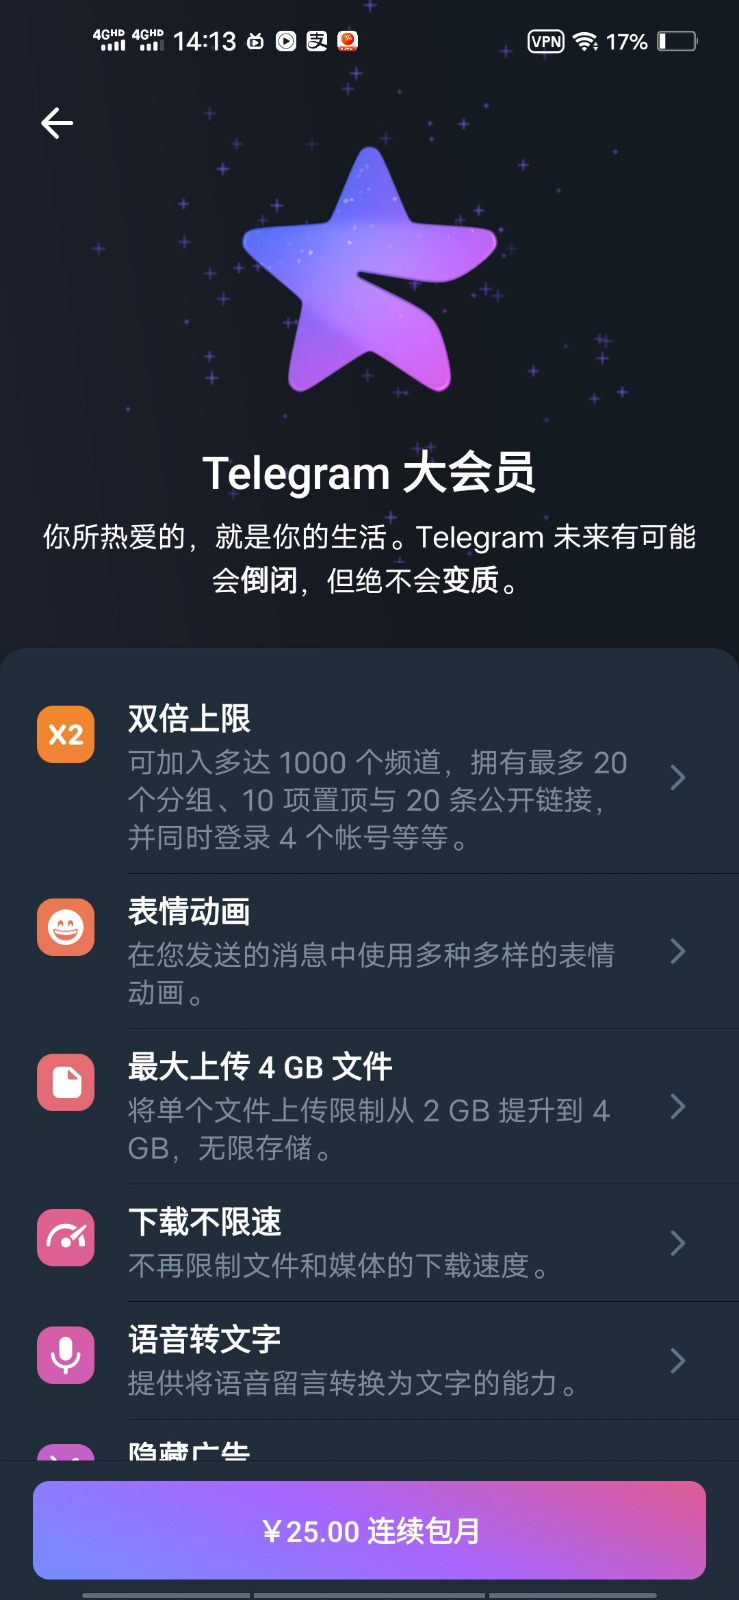 4GHD 4GHD 14:13 支 VPN 17%
Telegram 大会员
你所热爱的，就是你的生活。Telegram 未来有可能
会倒闭，但绝不会变质。
X2
双倍上限
可加入多达 1000 个频道，拥有最多 20
个分组、10 项置顶与 20 条公开链接，
并同时登录 4 个帐号等等。
表情动画
在您发送的消息中使用多种多样的表情
动画。
最大上传 4 GB 文件
将单个文件上传限制从 2 GB 提升到 4
GB，无限存储。
下载不限速
不再限制文件和媒体的下载速度。
语音转文字
提供将语音留言转换为文字的能力。
隐藏广告
￥25.00 连续包月